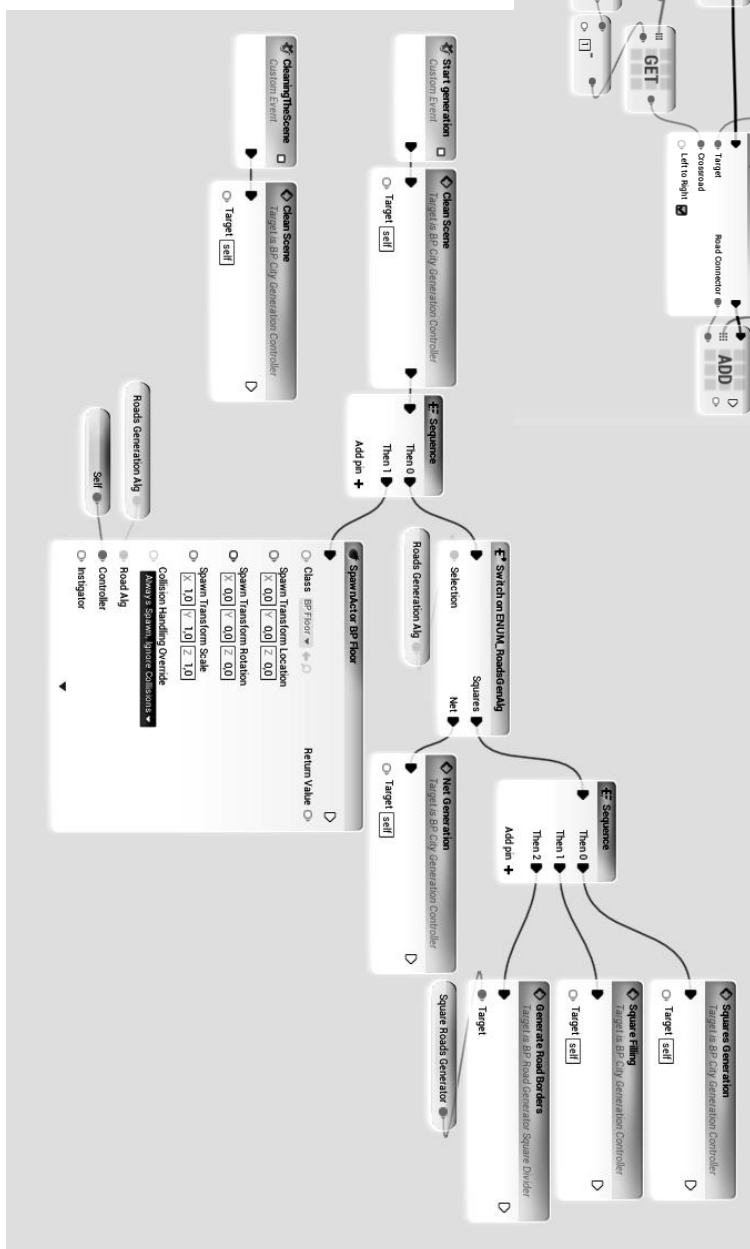 GET
1
Target
Crossroad
Left to Right
Road Connector
ADD
Start generation
Custom Event
Clean Scene
Target is BP City Generation Controller
Target self
Sequence
Then 0
Then 1
Add pin +
Switch on ENUM_RoadsGenAlg
Selection
Squares
Net
Roads Generation Alg
Sequence
Then 0
Then 1
Then 2
Add pin +
Squares Generation
Target is BP City Generation Controller
Target self
Square Filling
Target is BP City Generation Controller
Target self
Generate Road Borders
Target is BP Road Generator Square Divider
Target
Square Roads Generator
Net Generation
Target is BP City Generation Controller
Target self
SpawnActor BP Floor
Class BP Floor
Return Value
Spawn Transform Location
X 0,0 Y 0,0 Z 0,0
Spawn Transform Rotation
X 0,0 Y 0,0 Z 0,0
Spawn Transform Scale
X 1,0 Y 1,0 Z 1,0
Collision Handling Override
Always Spawn, Ignore Collisions
Road Alg
Controller
Instigator
Roads Generation Alg
Self
CleaningTheScene
Custom Event
Clean Scene
Target is BP City Generation Controller
Target self